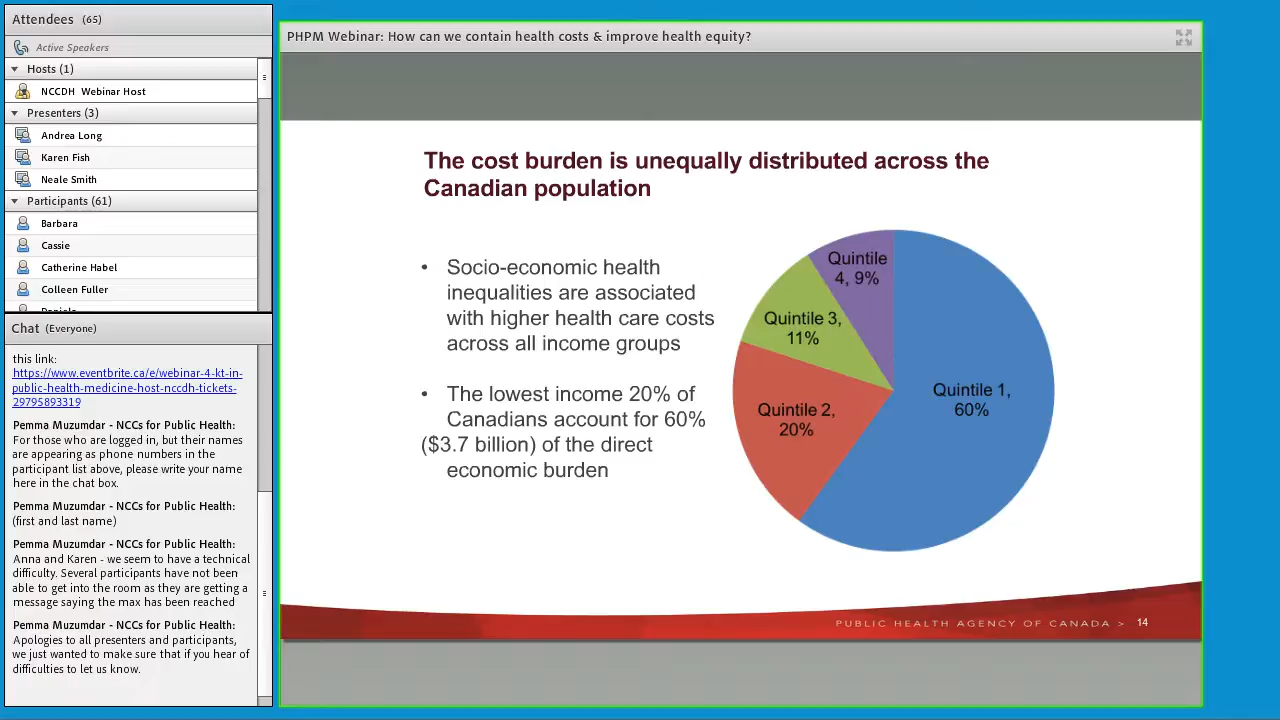 Attendees (65)
Active Speakers
Hosts (1)
NCCDH Webinar Host
Presenters (3)
Andrea Long
Karen Fish
Neale Smith
Participants (61)
Barbara
Cassie
Catherine Habel
Colleen Fuller
Chat (Everyone)
this link:
https://www.eventbrite.ca/e/webinar-4-kt-in-
public-health-medicine-host-nccdh-tickets-
29795893319
Pemma Muzumdar - NCCs for Public Health:
For those who are logged in, but their names
are appearing as phone numbers in the
participant list above, please write your name
here in the chat box.
Pemma Muzumdar - NCCs for Public Health:
(first and last name)
Pemma Muzumdar - NCCs for Public Health:
Anna and Karen - we seem to have a technical
difficulty. Several participants have not been
able to get into the room as they are getting a
message saying the max has been reached
Pemma Muzumdar - NCCs for Public Health:
Apologies to all presenters and participants,
we just wanted to make sure that if you hear of
difficulties to let us know.
PHPM Webinar: How can we contain health costs & improve health equity?
The cost burden is unequally distributed across the
Canadian population
• Socio-economic health
inequalities are associated
with higher health care costs
across all income groups
• The lowest income 20% of
Canadians account for 60%
($3.7 billion) of the direct
economic burden
Quintile
4, 9%
Quintile 3,
11%
Quintile 2,
20%
Quintile 1,
60%
PUBLIC HEALTH AGENCY OF CANADA > 14